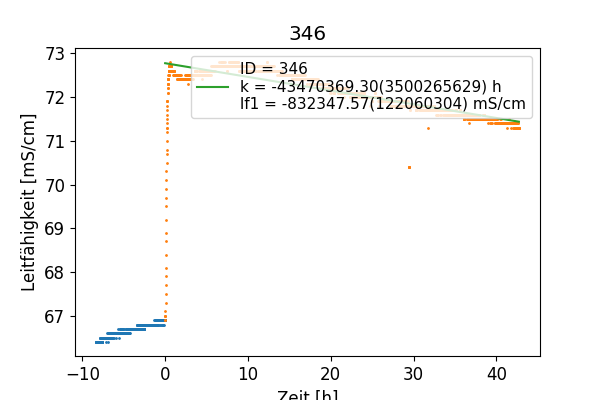 346
73
72
71
70
69
68
67
Leitfähigkeit [mS/cm]
ID = 346
k = -43470369.30(3500265629) h
lf1 = -832347.57(122060304) mS/cm
−10 0 10 20 30 40
Zeit [h]